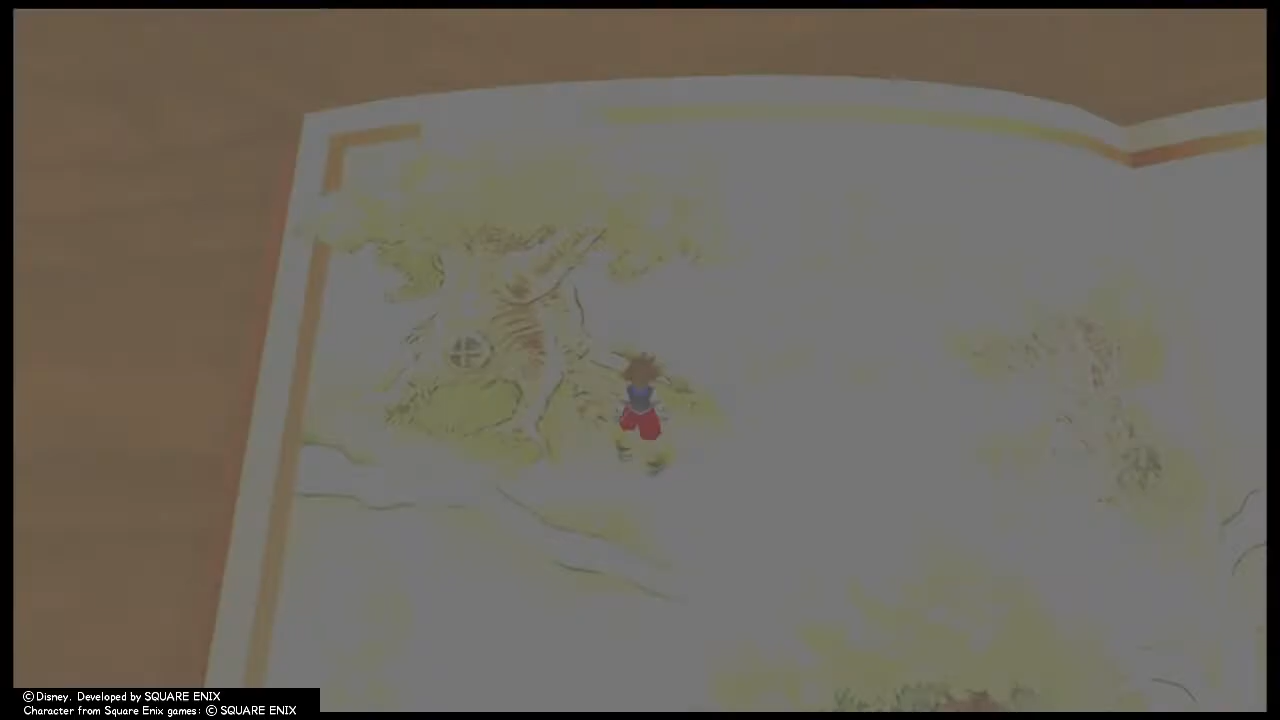 ©Disney. Developed by SQUARE ENIX
Character from Square Enix games: © SQUARE ENIX